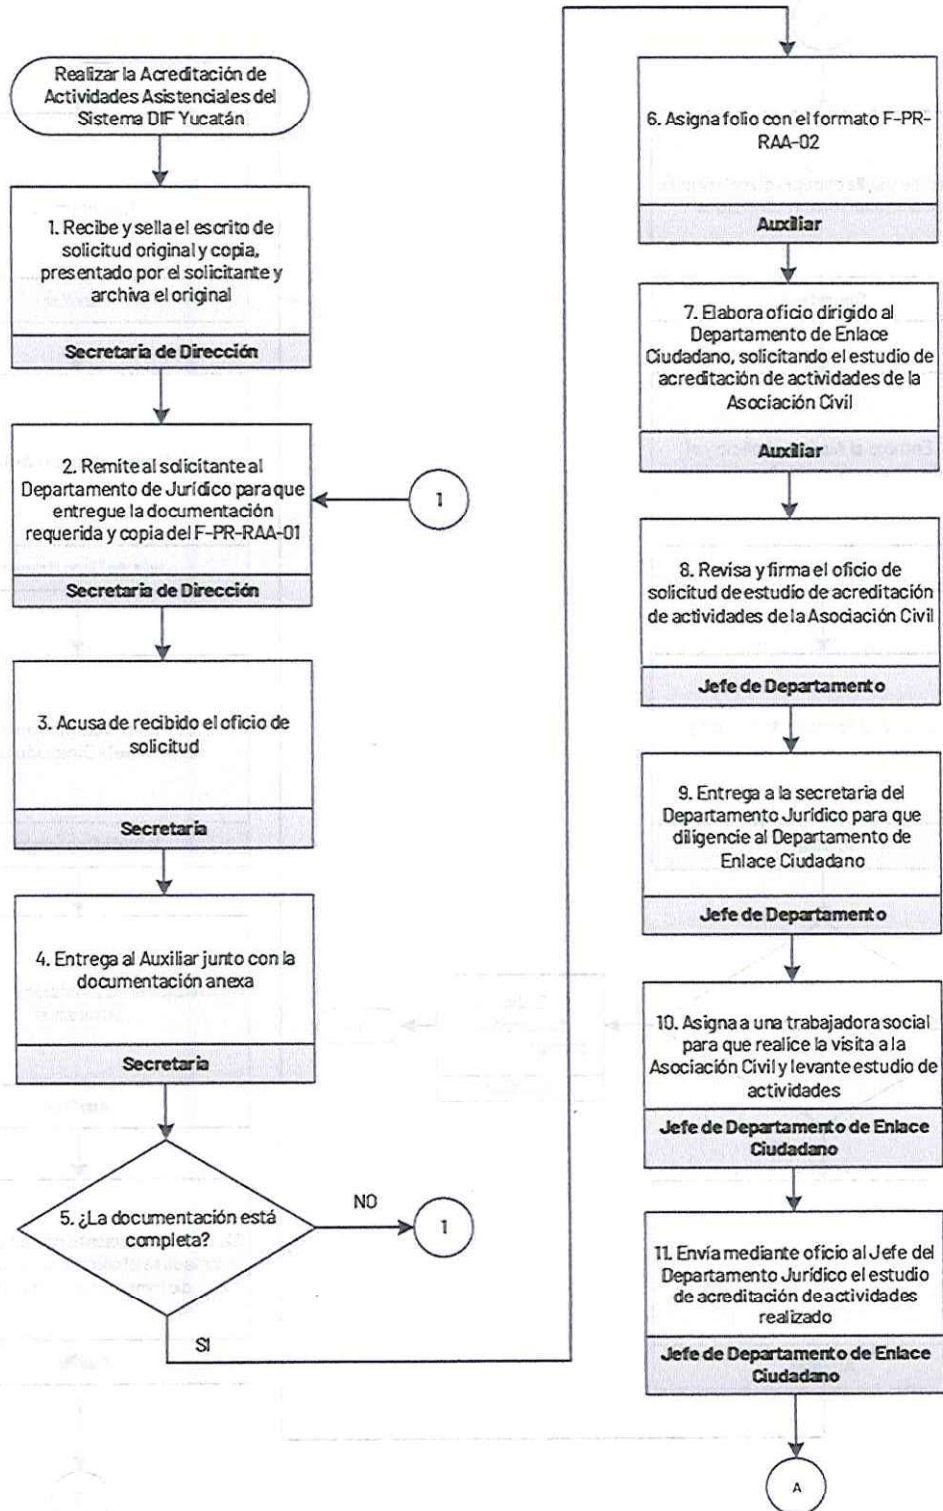 Realizar la Acreditación de
Actividades Asistenciales del
Sistema DIF Yucatán
1. Recibe y sella el escrito de
solicitud original y copia,
presentado por el solicitante y
archiva el original
Secretaria de Dirección
2. Remite al solicitante al
Departamento de Jurídico para que
entregue la documentación
requerida y copia del F-PR-RAA-01
Secretaria de Dirección
1
3. Acusa de recibido el oficio de
solicitud
Secretaria
4. Entrega al Auxiliar junto con la
documentación anexa
Secretaria
5. ¿La documentación está
completa?
NO
1
SI
6. Asigna folio con el formato F-PR-
RAA-02
Auxiliar
7. Elabora oficio dirigido al
Departamento de Enlace
Ciudadano, solicitando el estudio de
acreditación de actividades de la
Asociación Civil
Auxiliar
8. Revisa y firma el oficio de
solicitud de estudio de acreditación
de actividades de la Asociación Civil
Jefe de Departamento
9. Entrega a la secretaria del
Departamento Jurídico para que
diligencie al Departamento de
Enlace Ciudadano
Jefe de Departamento
10. Asigna a una trabajadora social
para que realice la visita a la
Asociación Civil y levante estudio de
actividades
Jefe de Departamento de Enlace
Ciudadano
11. Envía mediante oficio al Jefe del
Departamento Jurídico el estudio
de acreditación de actividades
realizado
Jefe de Departamento de Enlace
Ciudadano
A